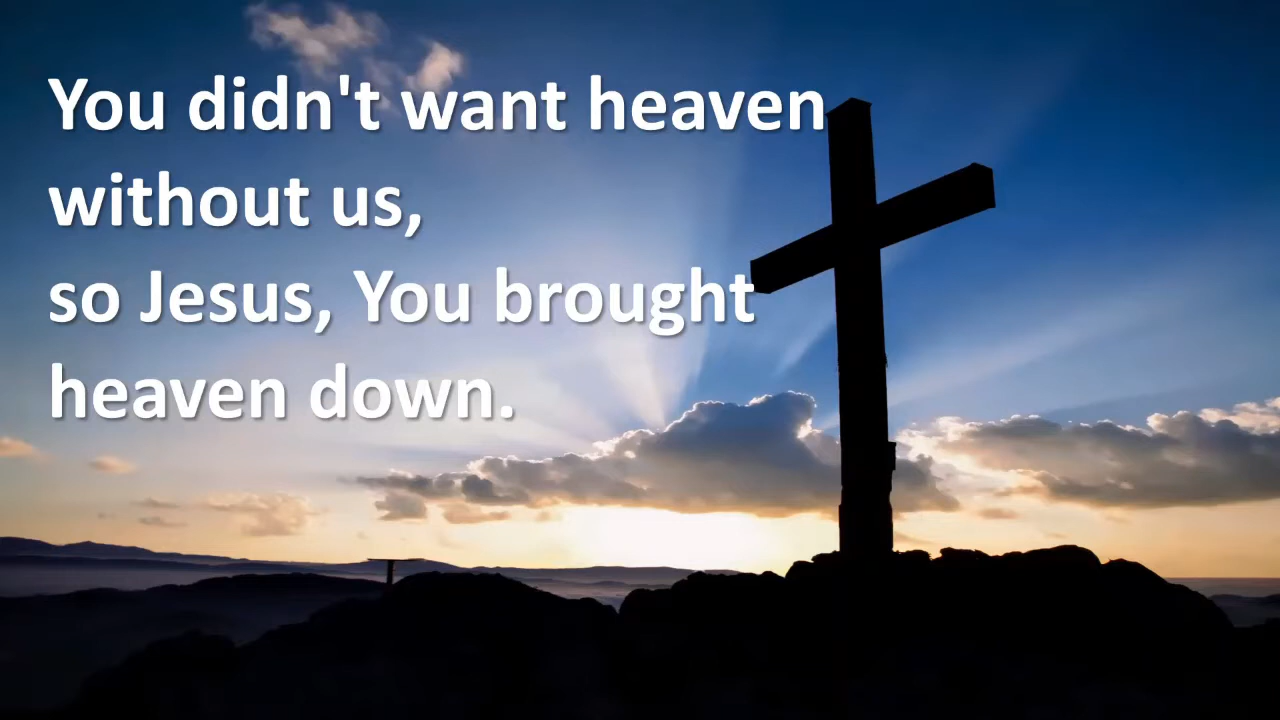 You didn't want heaven
without us,
so Jesus, You brought
heaven down.